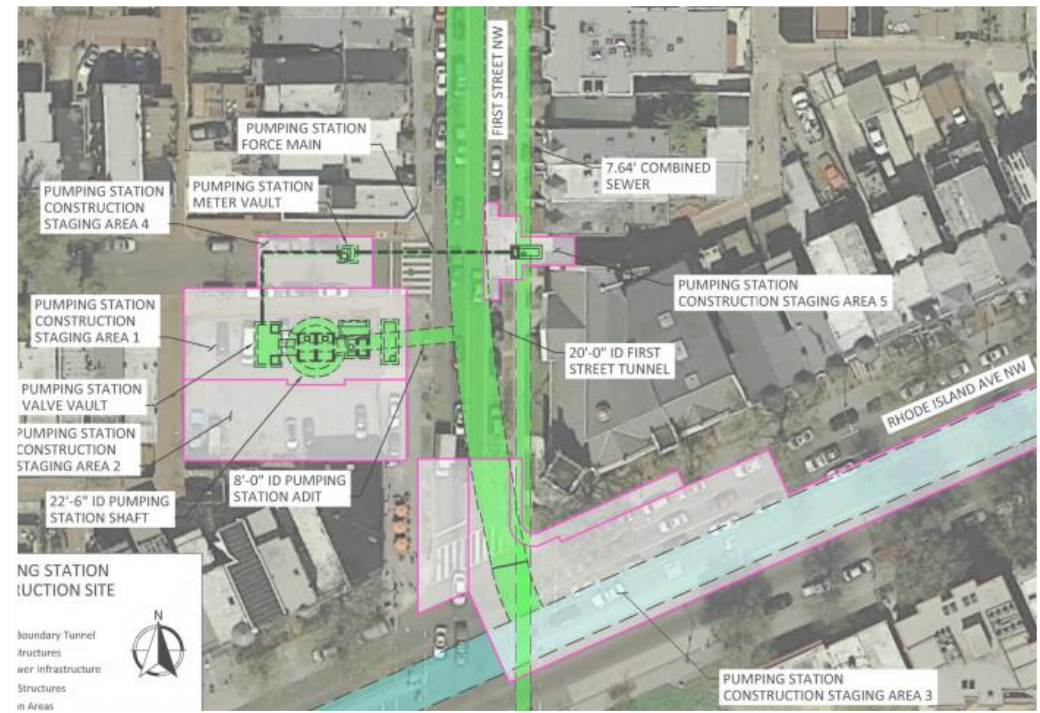 FIRST STREET NW
PUMPING STATION
FORCE MAIN
7.64' COMBINED
SEWER
PUMPING STATION
CONSTRUCTION
STAGING AREA 4
PUMPING STATION
METER VAULT
PUMPING STATION
CONSTRUCTION STAGING AREA 5
PUMPING STATION
CONSTRUCTION
STAGING AREA 1
20'-0" ID FIRST
STREET TUNNEL
RHODE ISLAND AVE NW
PUMPING STATION
VALVE VAULT
PUMPING STATION
CONSTRUCTION
STAGING AREA 2
8'-0" ID PUMPING
STATION ADIT
22'-6" ID PUMPING
STATION SHAFT
NG STATION
RUCTION SITE
N
Boundary Tunnel
Structures
wer Infrastructure
Structures
n Areas
PUMPING STATION
CONSTRUCTION STAGING AREA 3